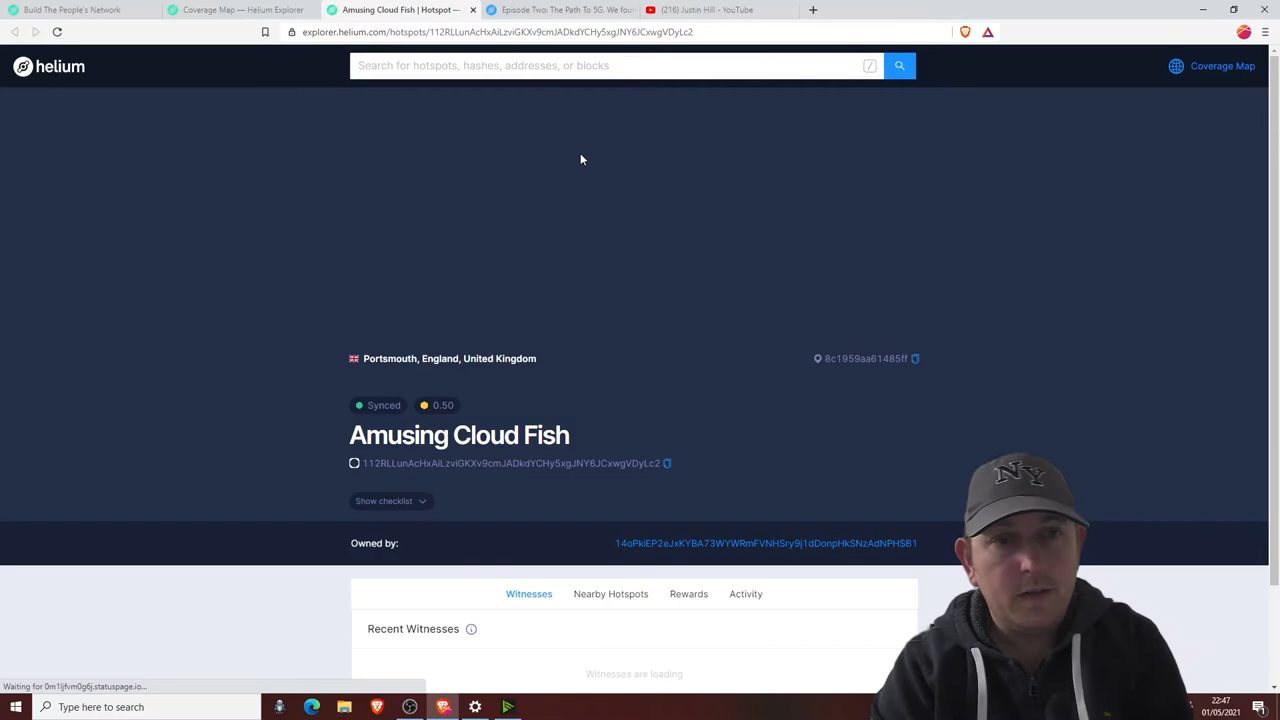 Build The People's Network
Coverage Map — Helium Explorer
Amusing Cloud Fish | Hotspot —
Episode Two: The Path To 5G. We fou
(216) Justin Hill - YouTube
explorer.helium.com/hotspots/112RLLunAcHxAiLzviGKXv9cmJADkdYCHy5xgJNY6JCxwgVDyLc2
helium
Search for hotspots, hashes, addresses, or blocks
/
Coverage Map
Portsmouth, England, United Kingdom
8c1959aa61485ff
Synced
0.50
Amusing Cloud Fish
112RLLunAcHxAiLzviGKXv9cmJADkdYCHy5xgJNY6JCxwgVDyLc2
Show checklist
Owned by:
14oPkiEP2eJxKYBA73WYWRmFVNHSry9j1dDonpHkSNzAdNPHSB1
Witnesses
Nearby Hotspots
Rewards
Activity
Recent Witnesses
Witnesses are loading
NY
Waiting for 0m1ljfvm0g6j.statuspage.io...
Type here to search
22:47
01/05/2021
1